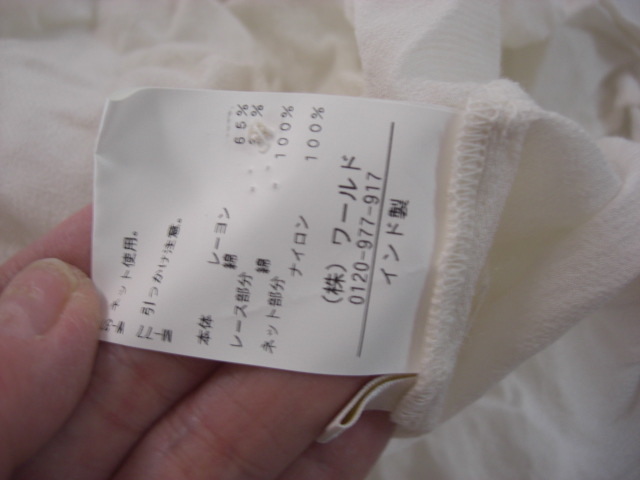 ネット使用。
引っかけ注意。
本体 レーヨン 65%
綿 %
レース部分 綿 100%
ネット部分 ナイロン 100%
(株) ワールド
0120-977-917
インド製